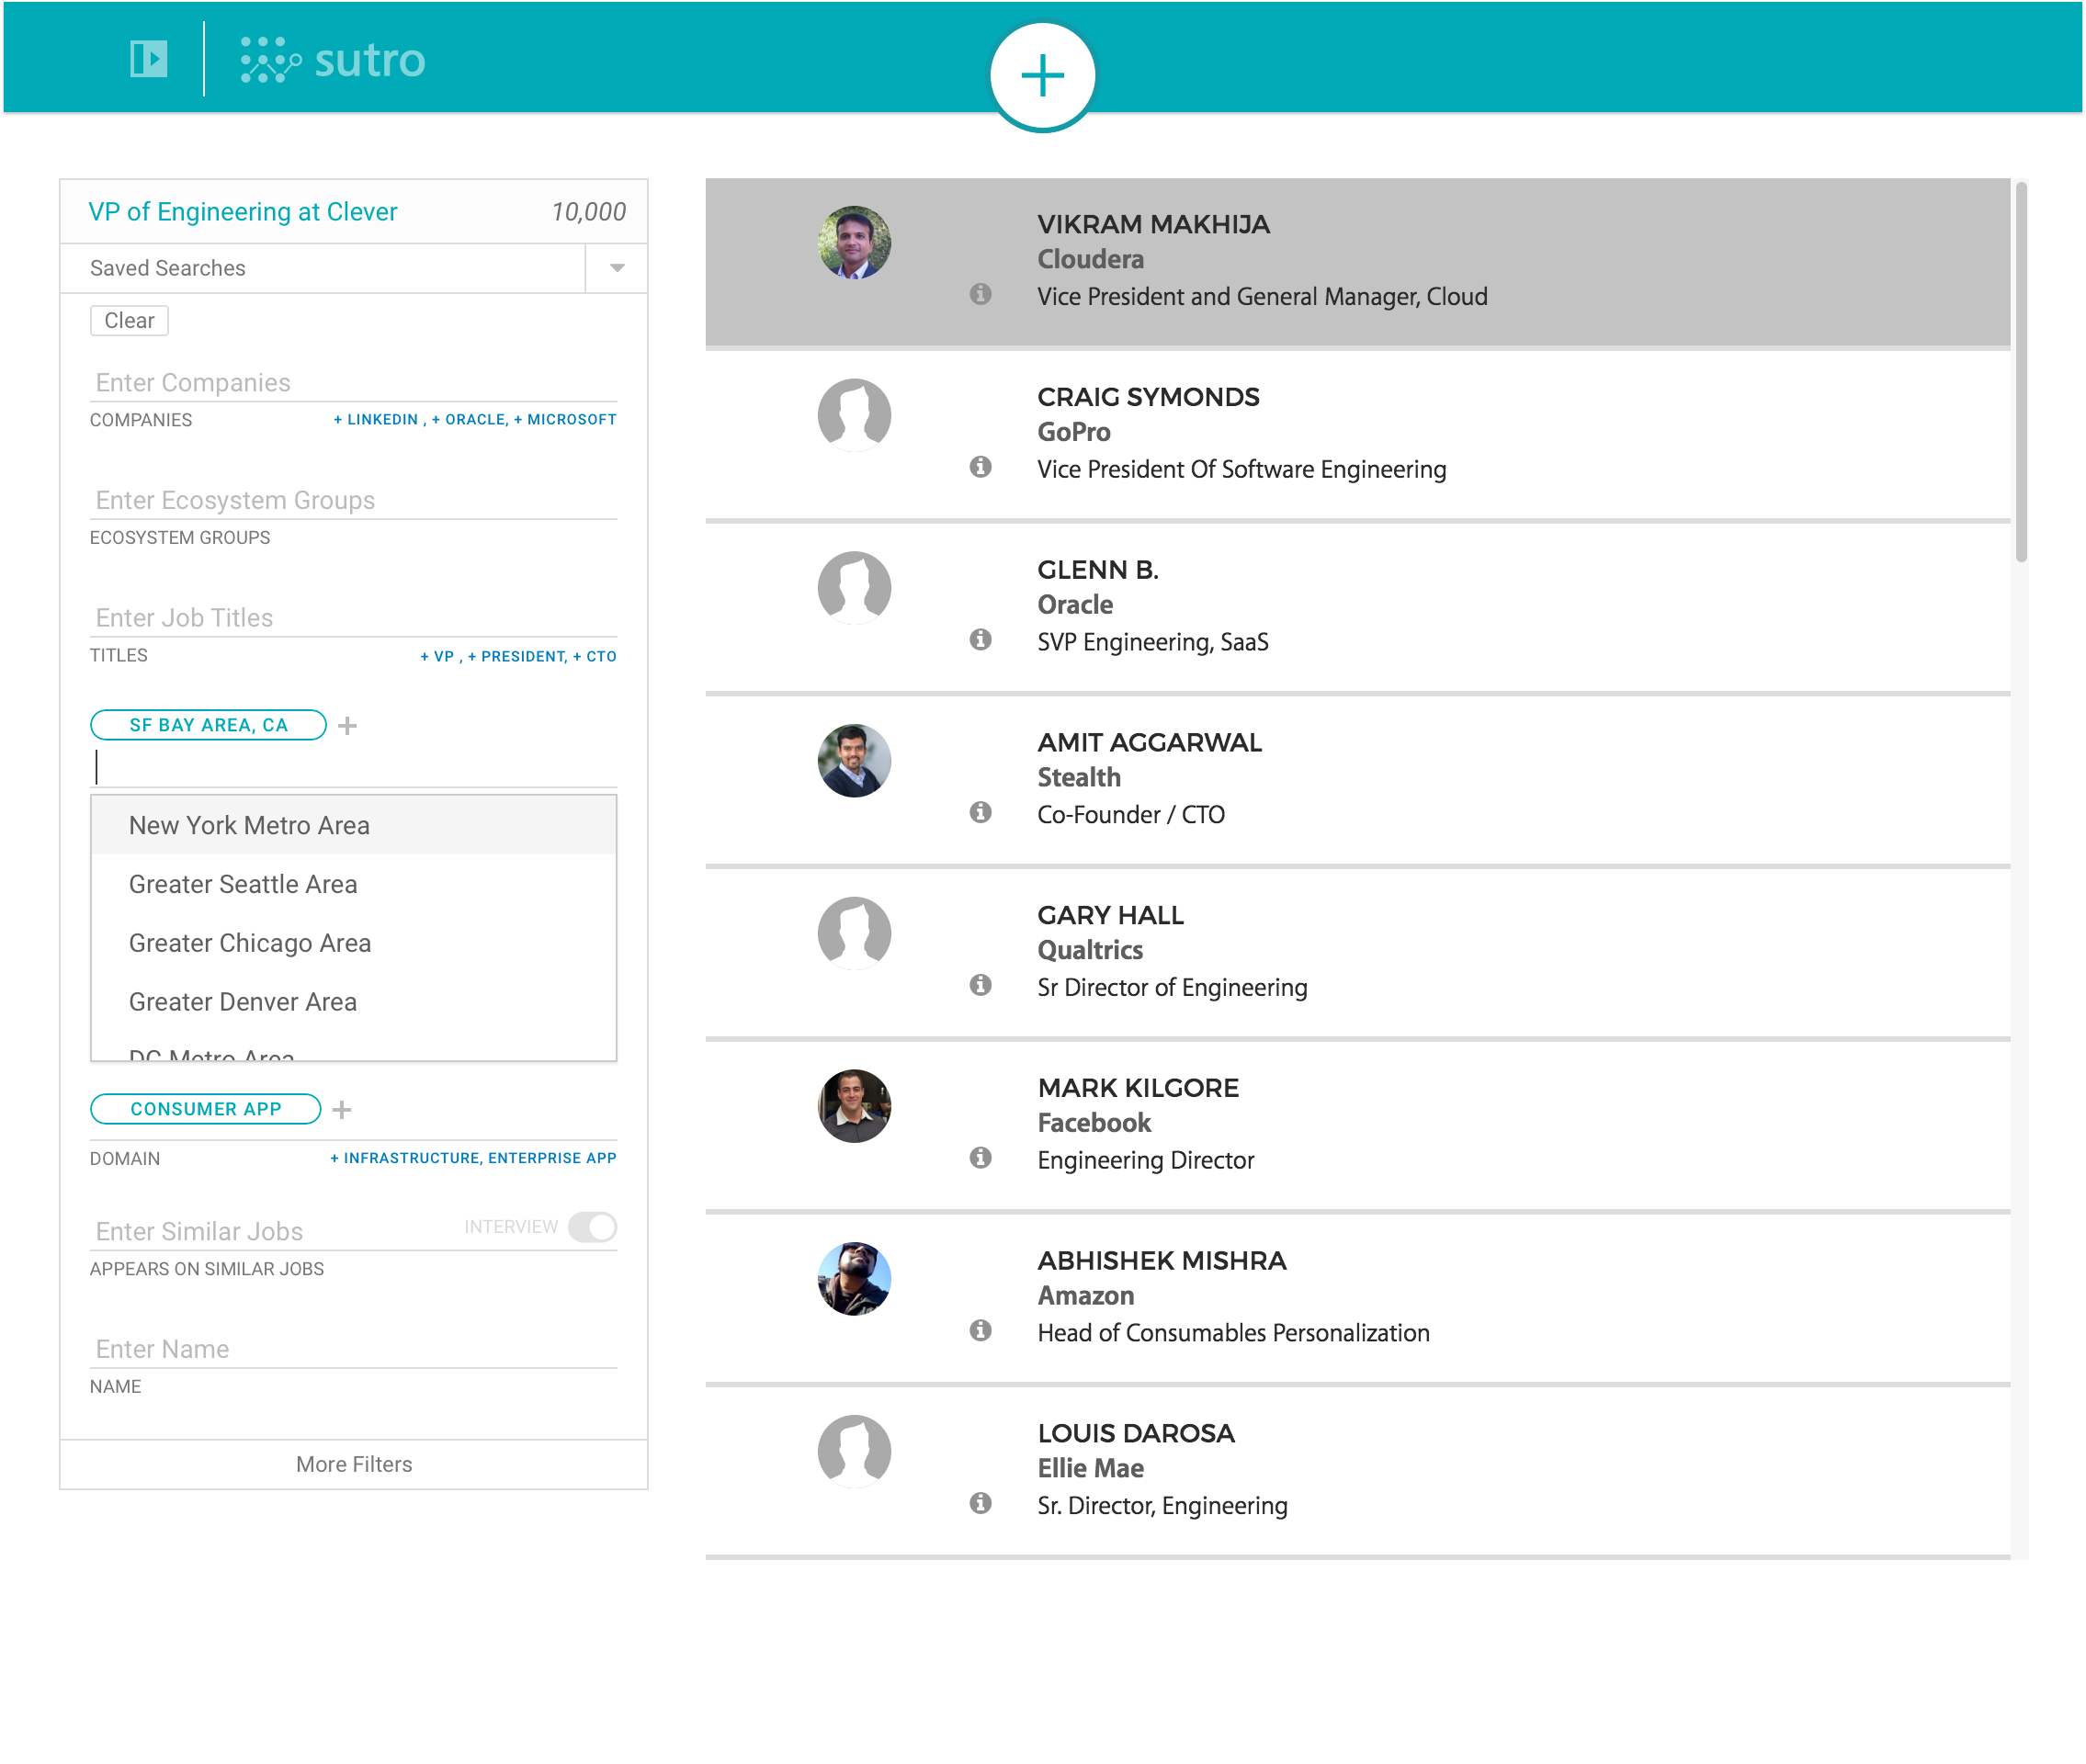 sutro
VP of Engineering at Clever 10,000
Saved Searches
Clear
Enter Companies
COMPANIES + LINKEDIN , + ORACLE, + MICROSOFT
Enter Ecosystem Groups
ECOSYSTEM GROUPS
Enter Job Titles
TITLES + VP , + PRESIDENT, + CTO
SF BAY AREA, CA +
New York Metro Area
Greater Seattle Area
Greater Chicago Area
Greater Denver Area
DC Metro Area
CONSUMER APP +
DOMAIN + INFRASTRUCTURE, ENTERPRISE APP
Enter Similar Jobs INTERVIEW
APPEARS ON SIMILAR JOBS
Enter Name
NAME
More Filters
VIKRAM MAKHIJA
Cloudera
Vice President and General Manager, Cloud
CRAIG SYMONDS
GoPro
Vice President Of Software Engineering
GLENN B.
Oracle
SVP Engineering, SaaS
AMIT AGGARWAL
Stealth
Co-Founder / CTO
GARY HALL
Qualtrics
Sr Director of Engineering
MARK KILGORE
Facebook
Engineering Director
ABHISHEK MISHRA
Amazon
Head of Consumables Personalization
LOUIS DAROSA
Ellie Mae
Sr. Director, Engineering